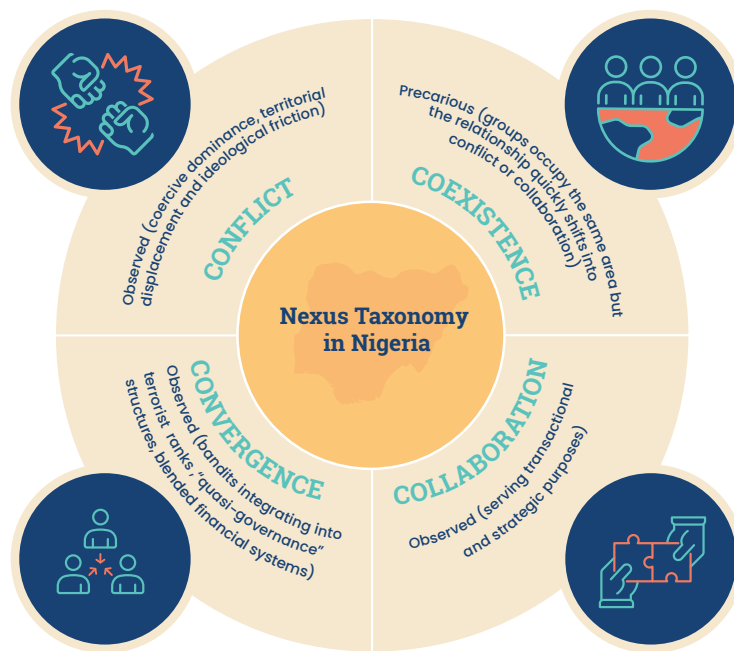 Observed (coercive dominance, territorial
displacement and ideological friction)
CONFLICT
Precarious (groups occupy the same area but
the relationship quickly shifts into
conflict or collaboration)
COEXISTENCE
Nexus Taxonomy
in Nigeria
CONVERGENCE
Observed (bandits integrating into
terrorist ranks , “quasi-governance”
structures, blended financial systems)
COLLABORATION
Observed (serving transactional
and strategic purposes)